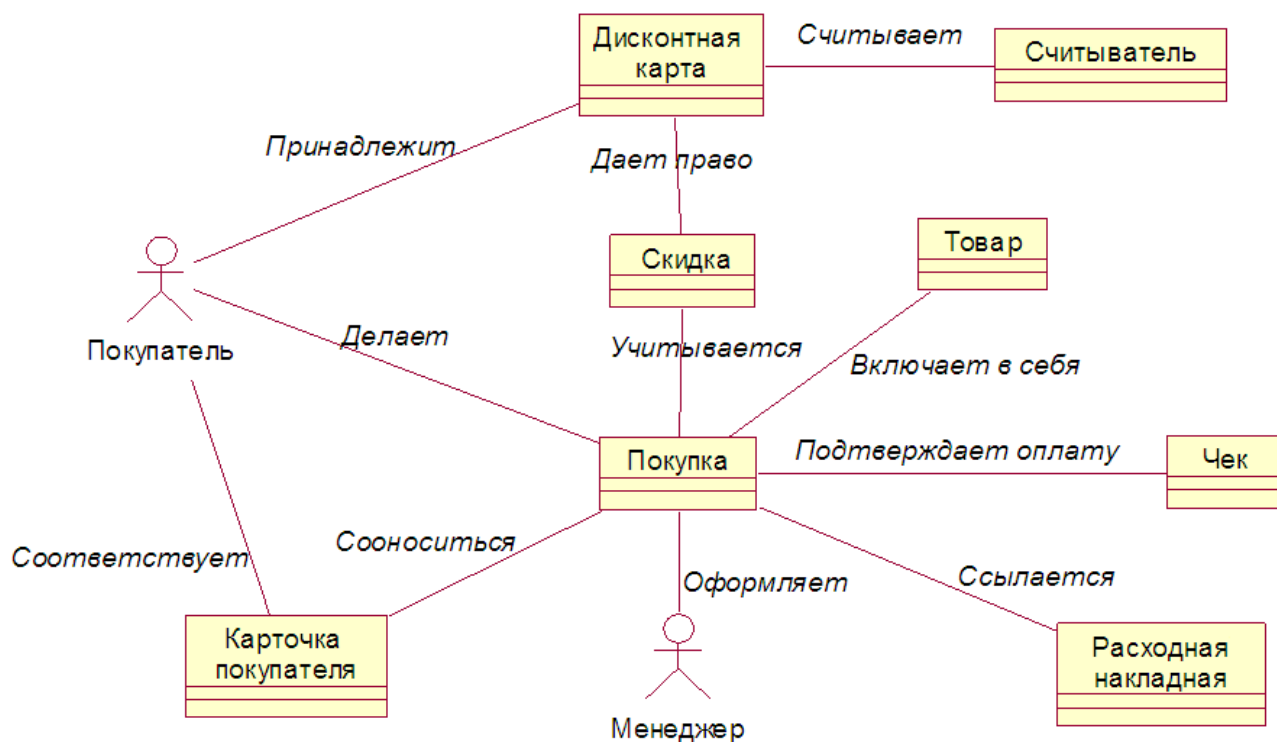 Дисконтная
карта
Считывает
Считыватель
Принадлежит
Дает право
Скидка
Товар
Покупатель
Делает
Учитывается
Включает в себя
Покупка
Подтверждает оплату
Чек
Соответствует
Сооноситься
Оформляет
Ссылается
Карточка
покупателя
Менеджер
Расходная
накладная